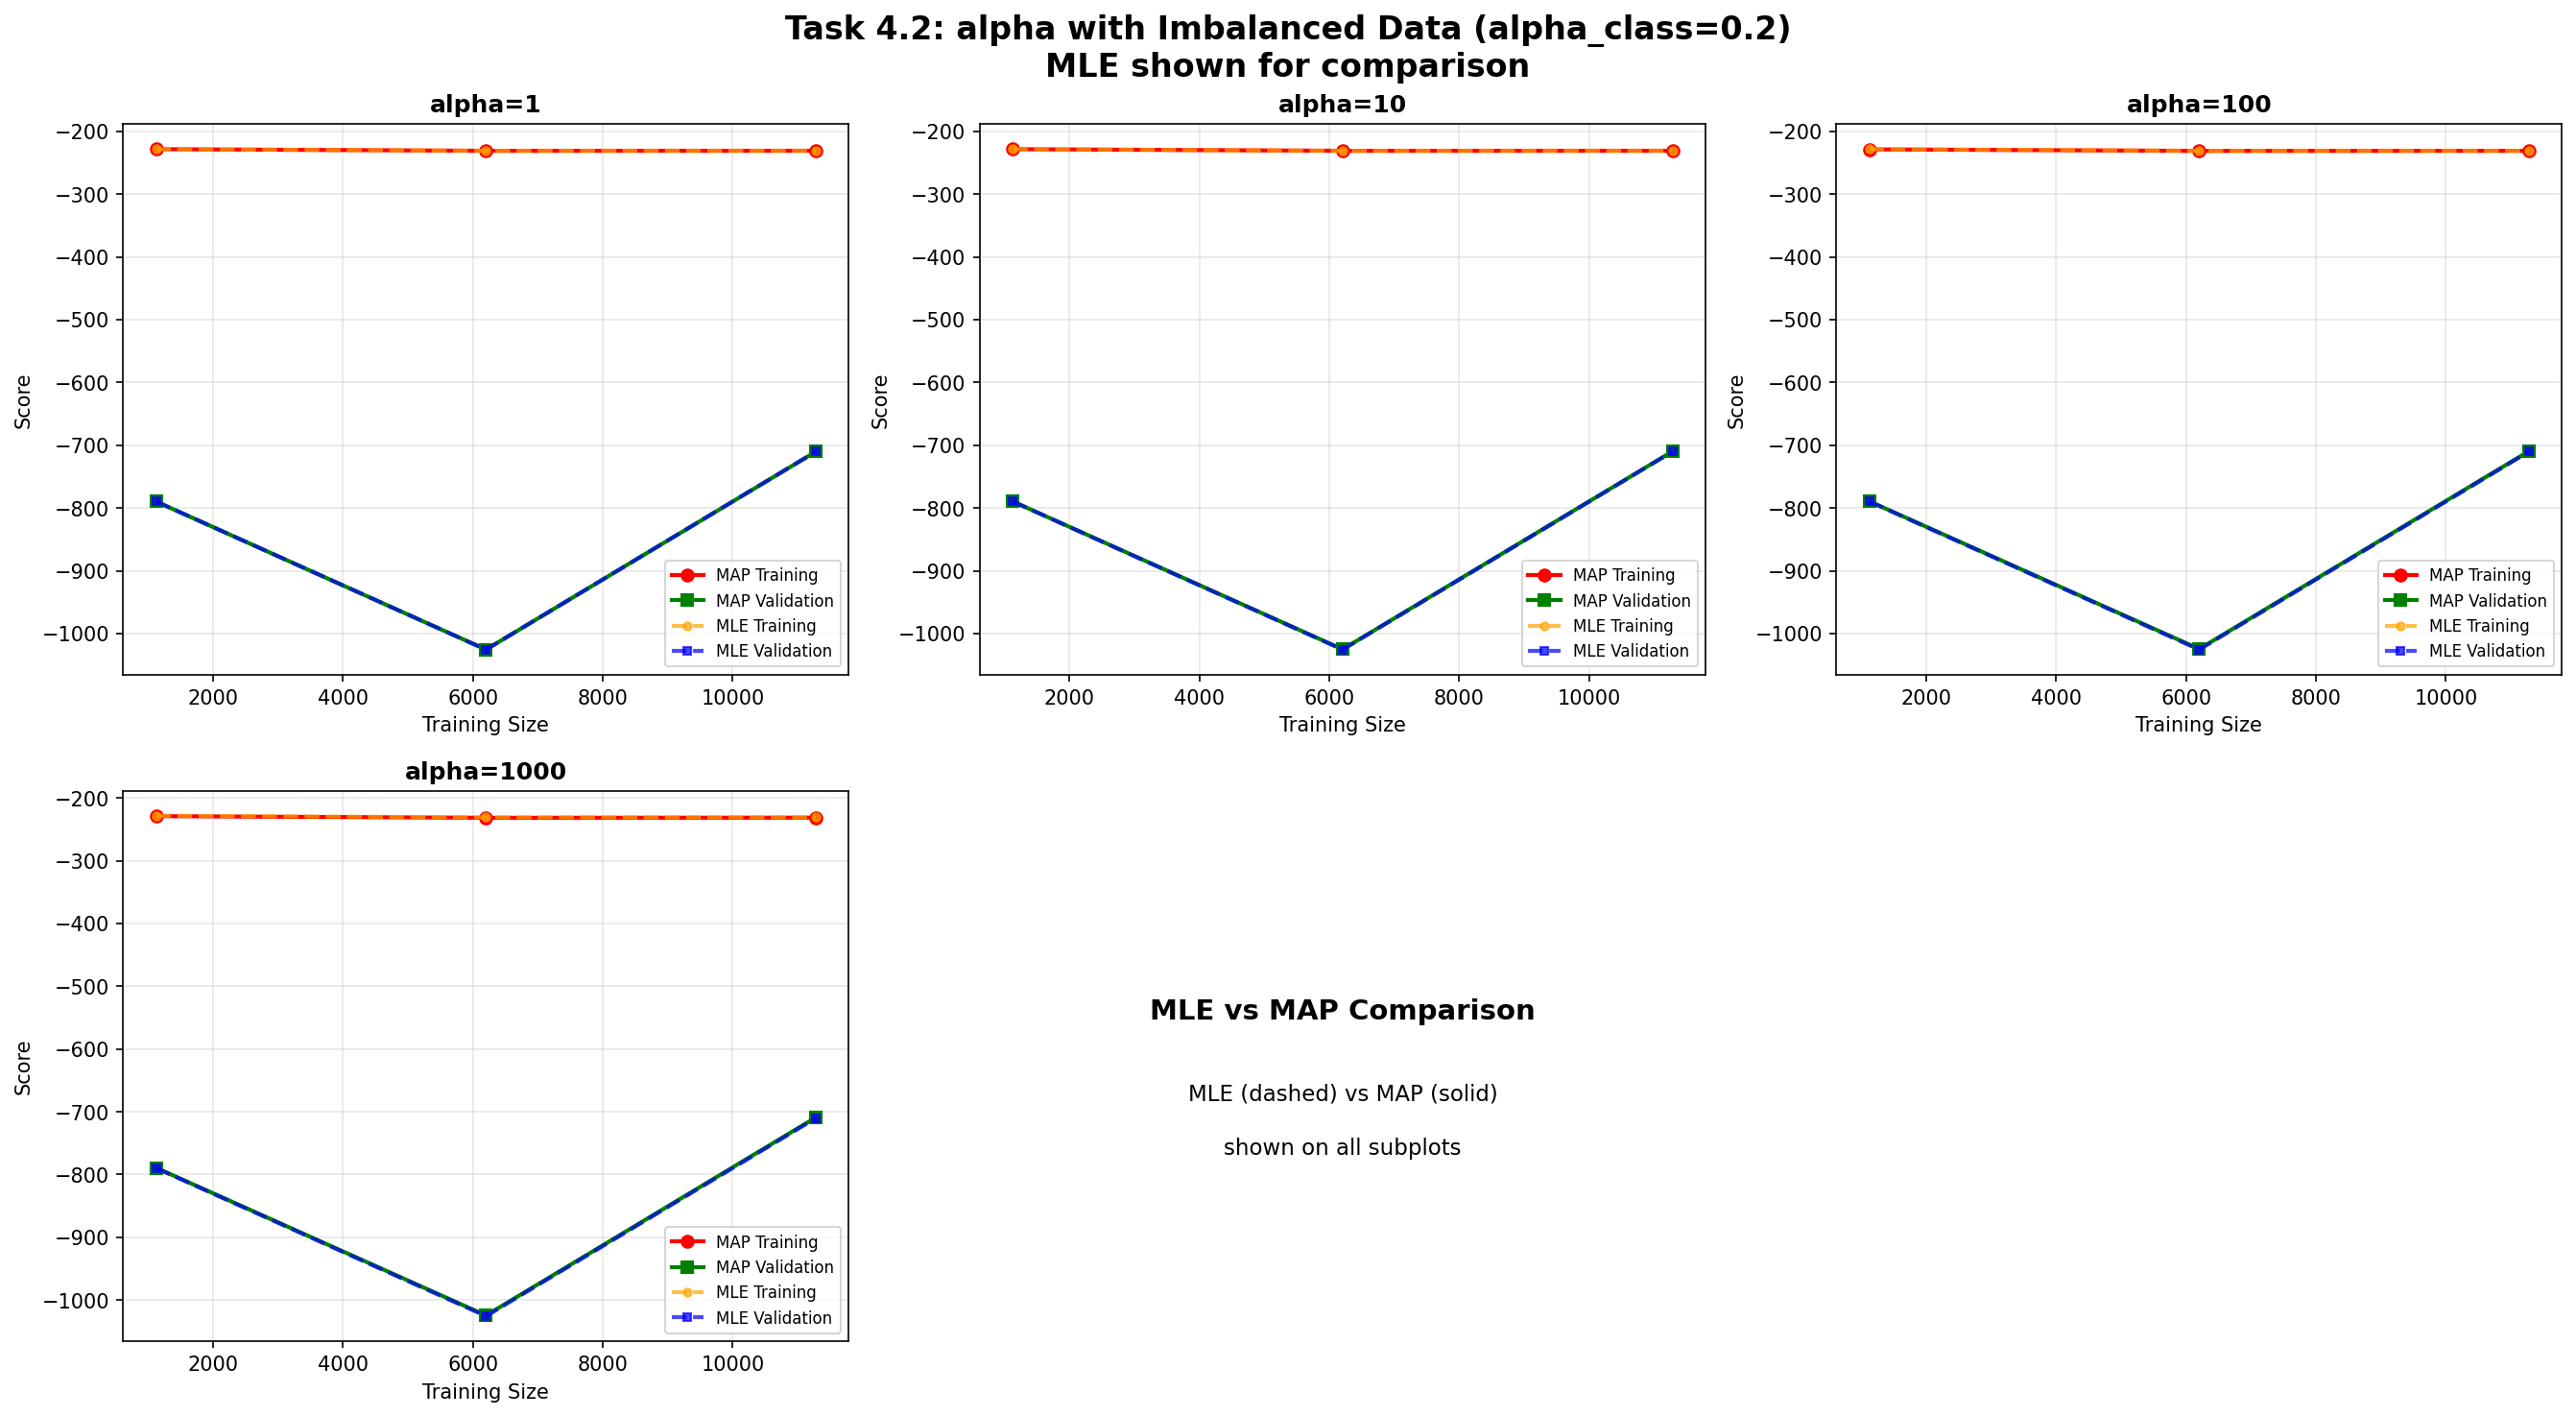 Task 4.2: alpha with Imbalanced Data (alpha_class=0.2)
MLE shown for comparison
alpha=1
−200
−300
−400
−500
−600
−700
−800
−900
−1000
Score
2000 4000 6000 8000 10000
Training Size
MAP Training
MAP Validation
MLE Training
MLE Validation
alpha=10
−200
−300
−400
−500
−600
−700
−800
−900
−1000
Score
2000 4000 6000 8000 10000
Training Size
MAP Training
MAP Validation
MLE Training
MLE Validation
alpha=100
−200
−300
−400
−500
−600
−700
−800
−900
−1000
Score
2000 4000 6000 8000 10000
Training Size
MAP Training
MAP Validation
MLE Training
MLE Validation
alpha=1000
−200
−300
−400
−500
−600
−700
−800
−900
−1000
Score
2000 4000 6000 8000 10000
Training Size
MAP Training
MAP Validation
MLE Training
MLE Validation
MLE vs MAP Comparison
MLE (dashed) vs MAP (solid)
shown on all subplots